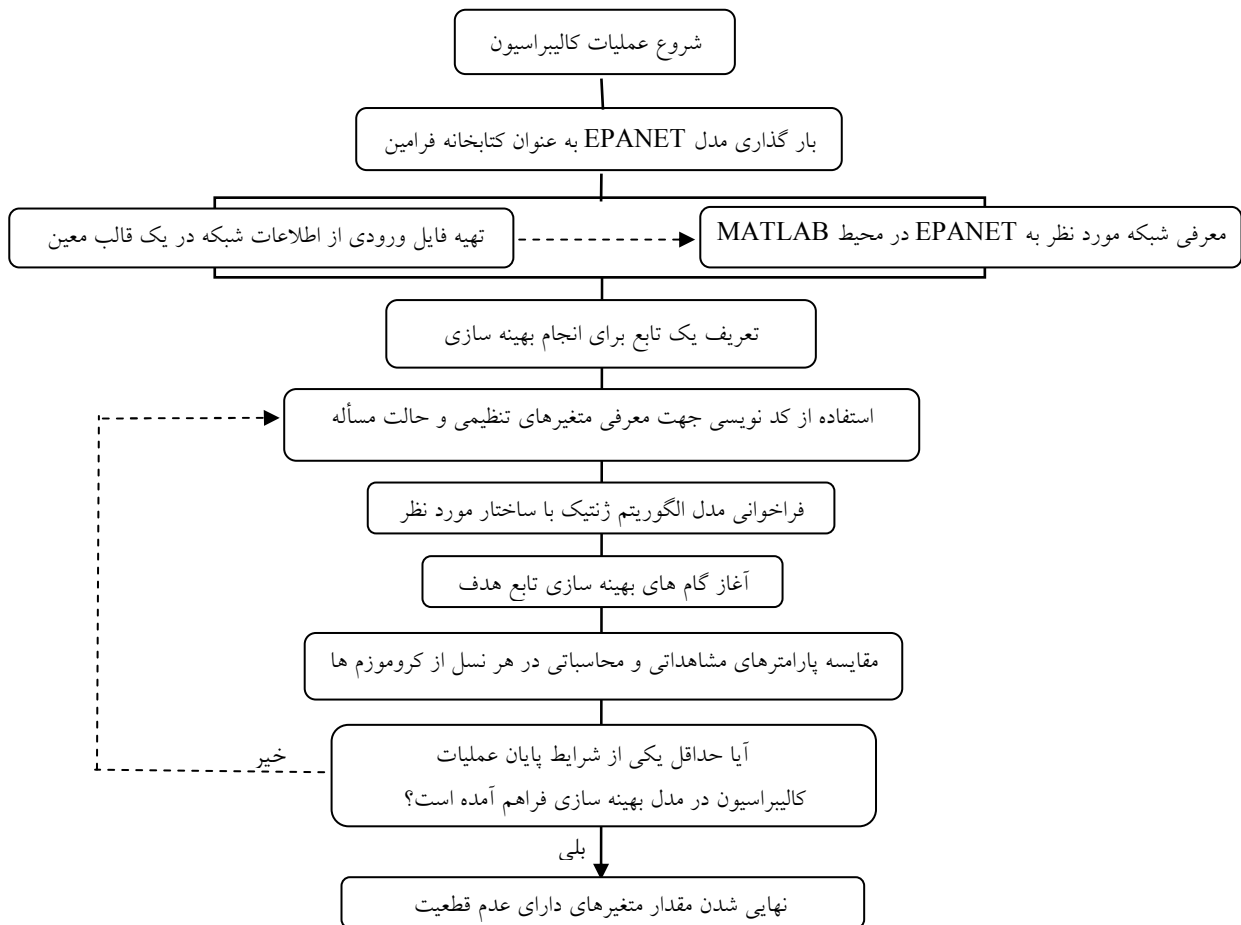 شروع عملیات کالیبراسیون
بار گذاری مدل EPANET به عنوان کتابخانه فرامین
معرفی شبکه مورد نظر به EPANET در محیط MATLAB
تهیه فایل ورودی از اطلاعات شبکه در یک قالب معین
تعریف یک تابع برای انجام بهینه سازی
استفاده از کد نویسی جهت معرفی متغیرهای تنظیمی و حالت مسأله
فراخوانی مدل الگوریتم ژنتیک با ساختار مورد نظر
آغاز گام های بهینه سازی تابع هدف
مقایسه پارامترهای مشاهداتی و محاسباتی در هر نسل از کروموزم ها
آیا حداقل یکی از شرایط پایان عملیات
کالیبراسیون در مدل بهینه سازی فراهم آمده است؟
خیر
بلی
نهایی شدن مقدار متغیرهای دارای عدم قطعیت